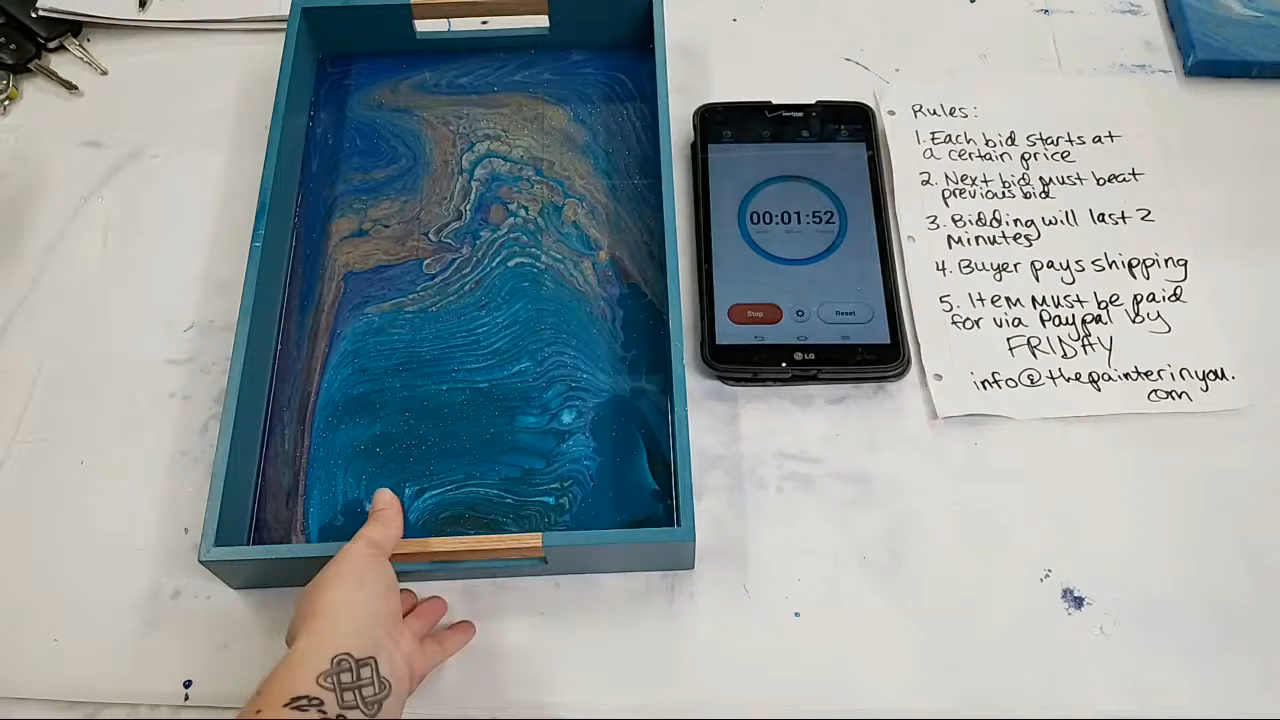 verizon
00:01:52
Stop
Reset
LG
Rules:
1. Each bid starts at
a certain price
2. Next bid must beat
previous bid
3. Bidding will last 2
Minutes
4. Buyer pays shipping
5. Item must be paid
for via Paypal by
FRIDAY
info@thepainterinyou.
com